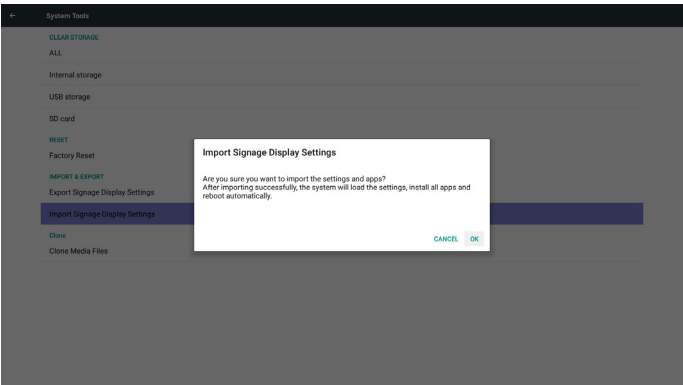 System Tools
CLEAR STORAGE
ALL
Internal storage
USB storage
SD card
RESET
Factory Reset
IMPORT & EXPORT
Export Signage Display Settings
Import Signage Display Settings
Clone
Clone Media Files
Import Signage Display Settings
Are you sure you want to import the settings and apps?
After importing successfully, the system will load the settings, install all apps and
reboot automatically.
CANCEL OK